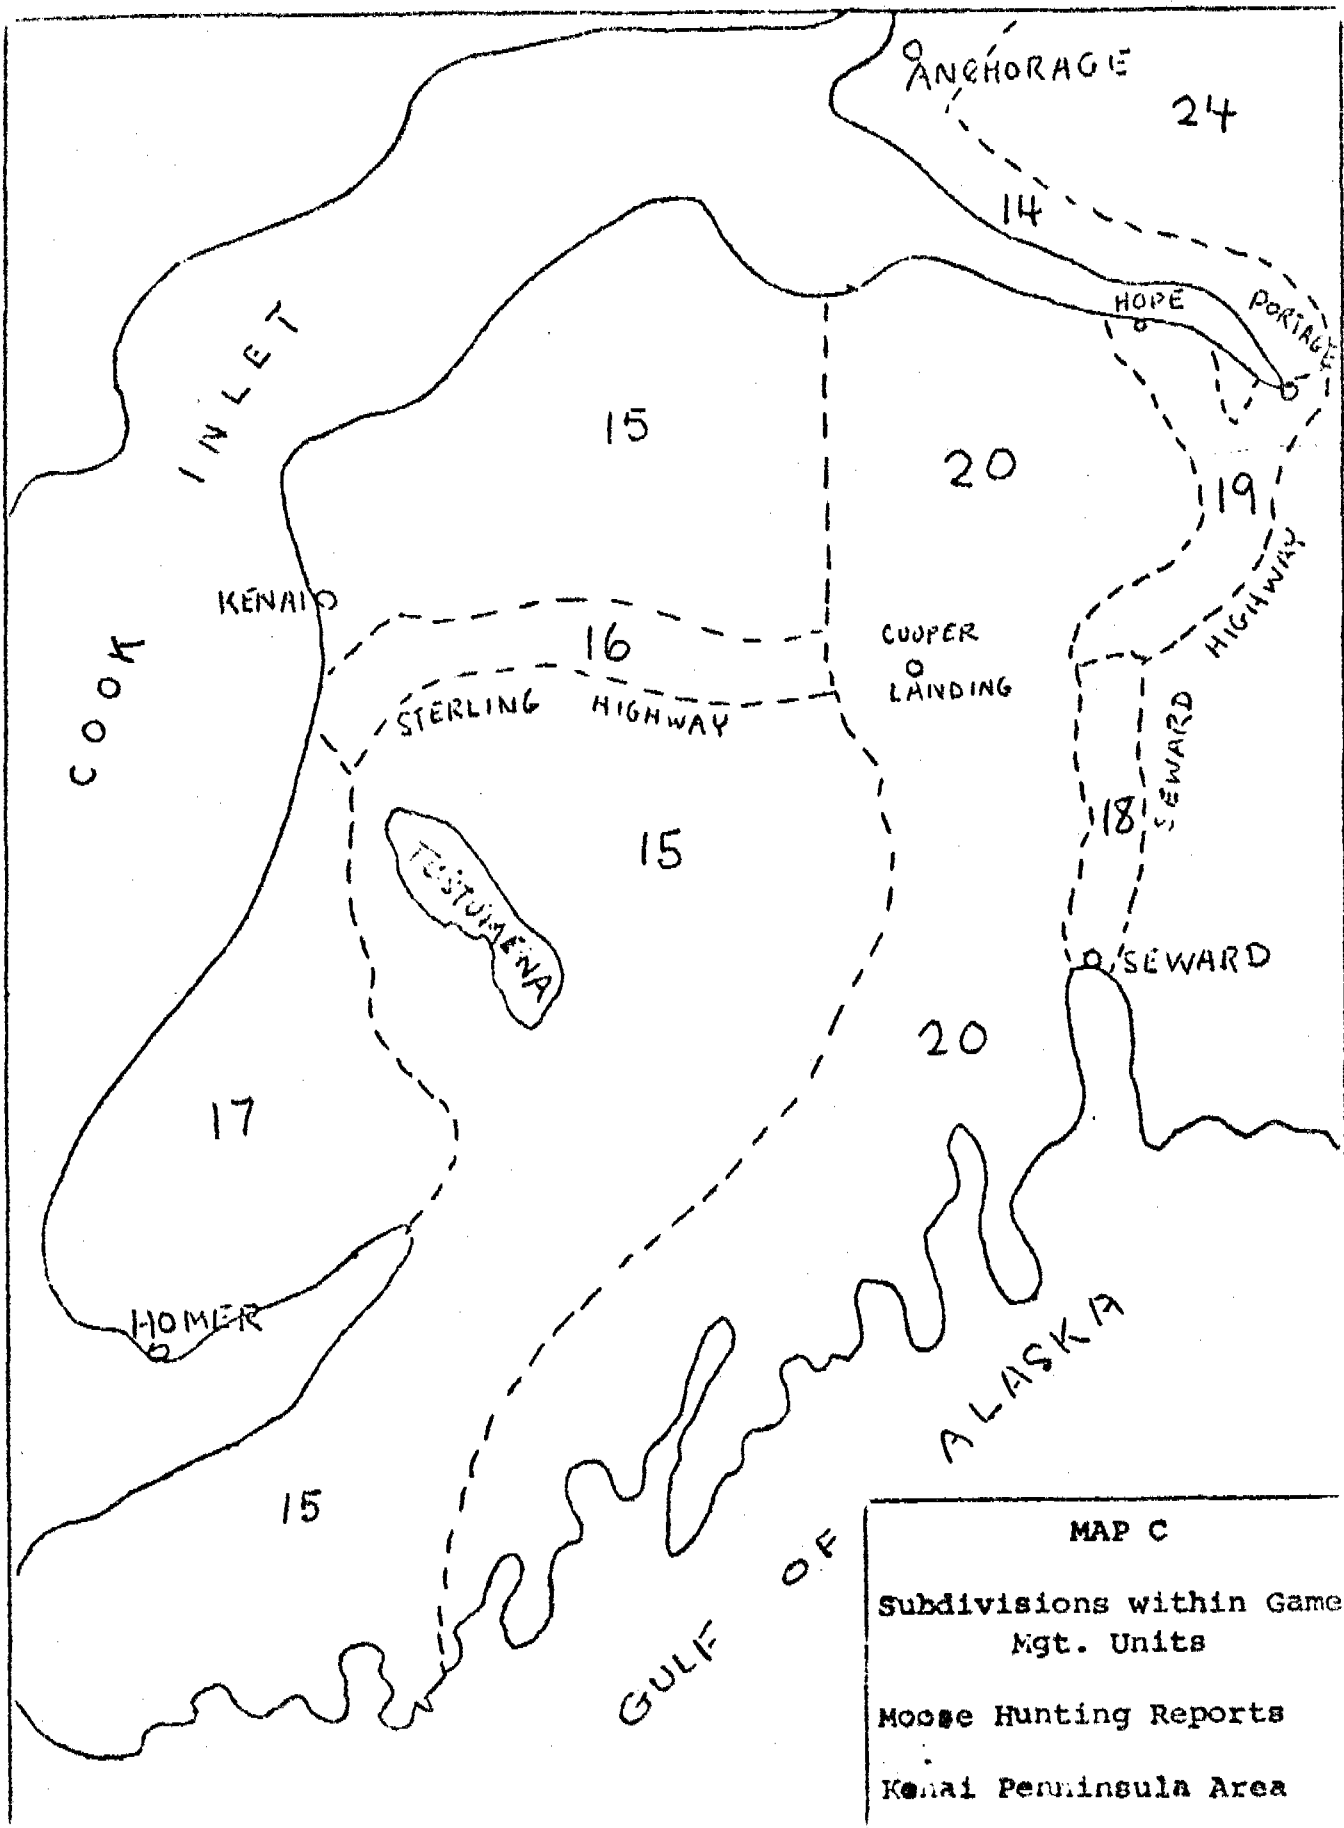 ANCHORAGE
24
14
HOPE
PORTAGE
INLET
15
20
19
KENAI
HIGHWAY
16
COOPER
LANDING
COOK
STERLING HIGHWAY
SEWARD
18
15
TUSTUMENA
SEWARD
20
17
HOMER
ALASKA
15
OF
GULF
MAP C
Subdivisions within Game
Mgt. Units
Moose Hunting Reports
Kenai Penninsula Area